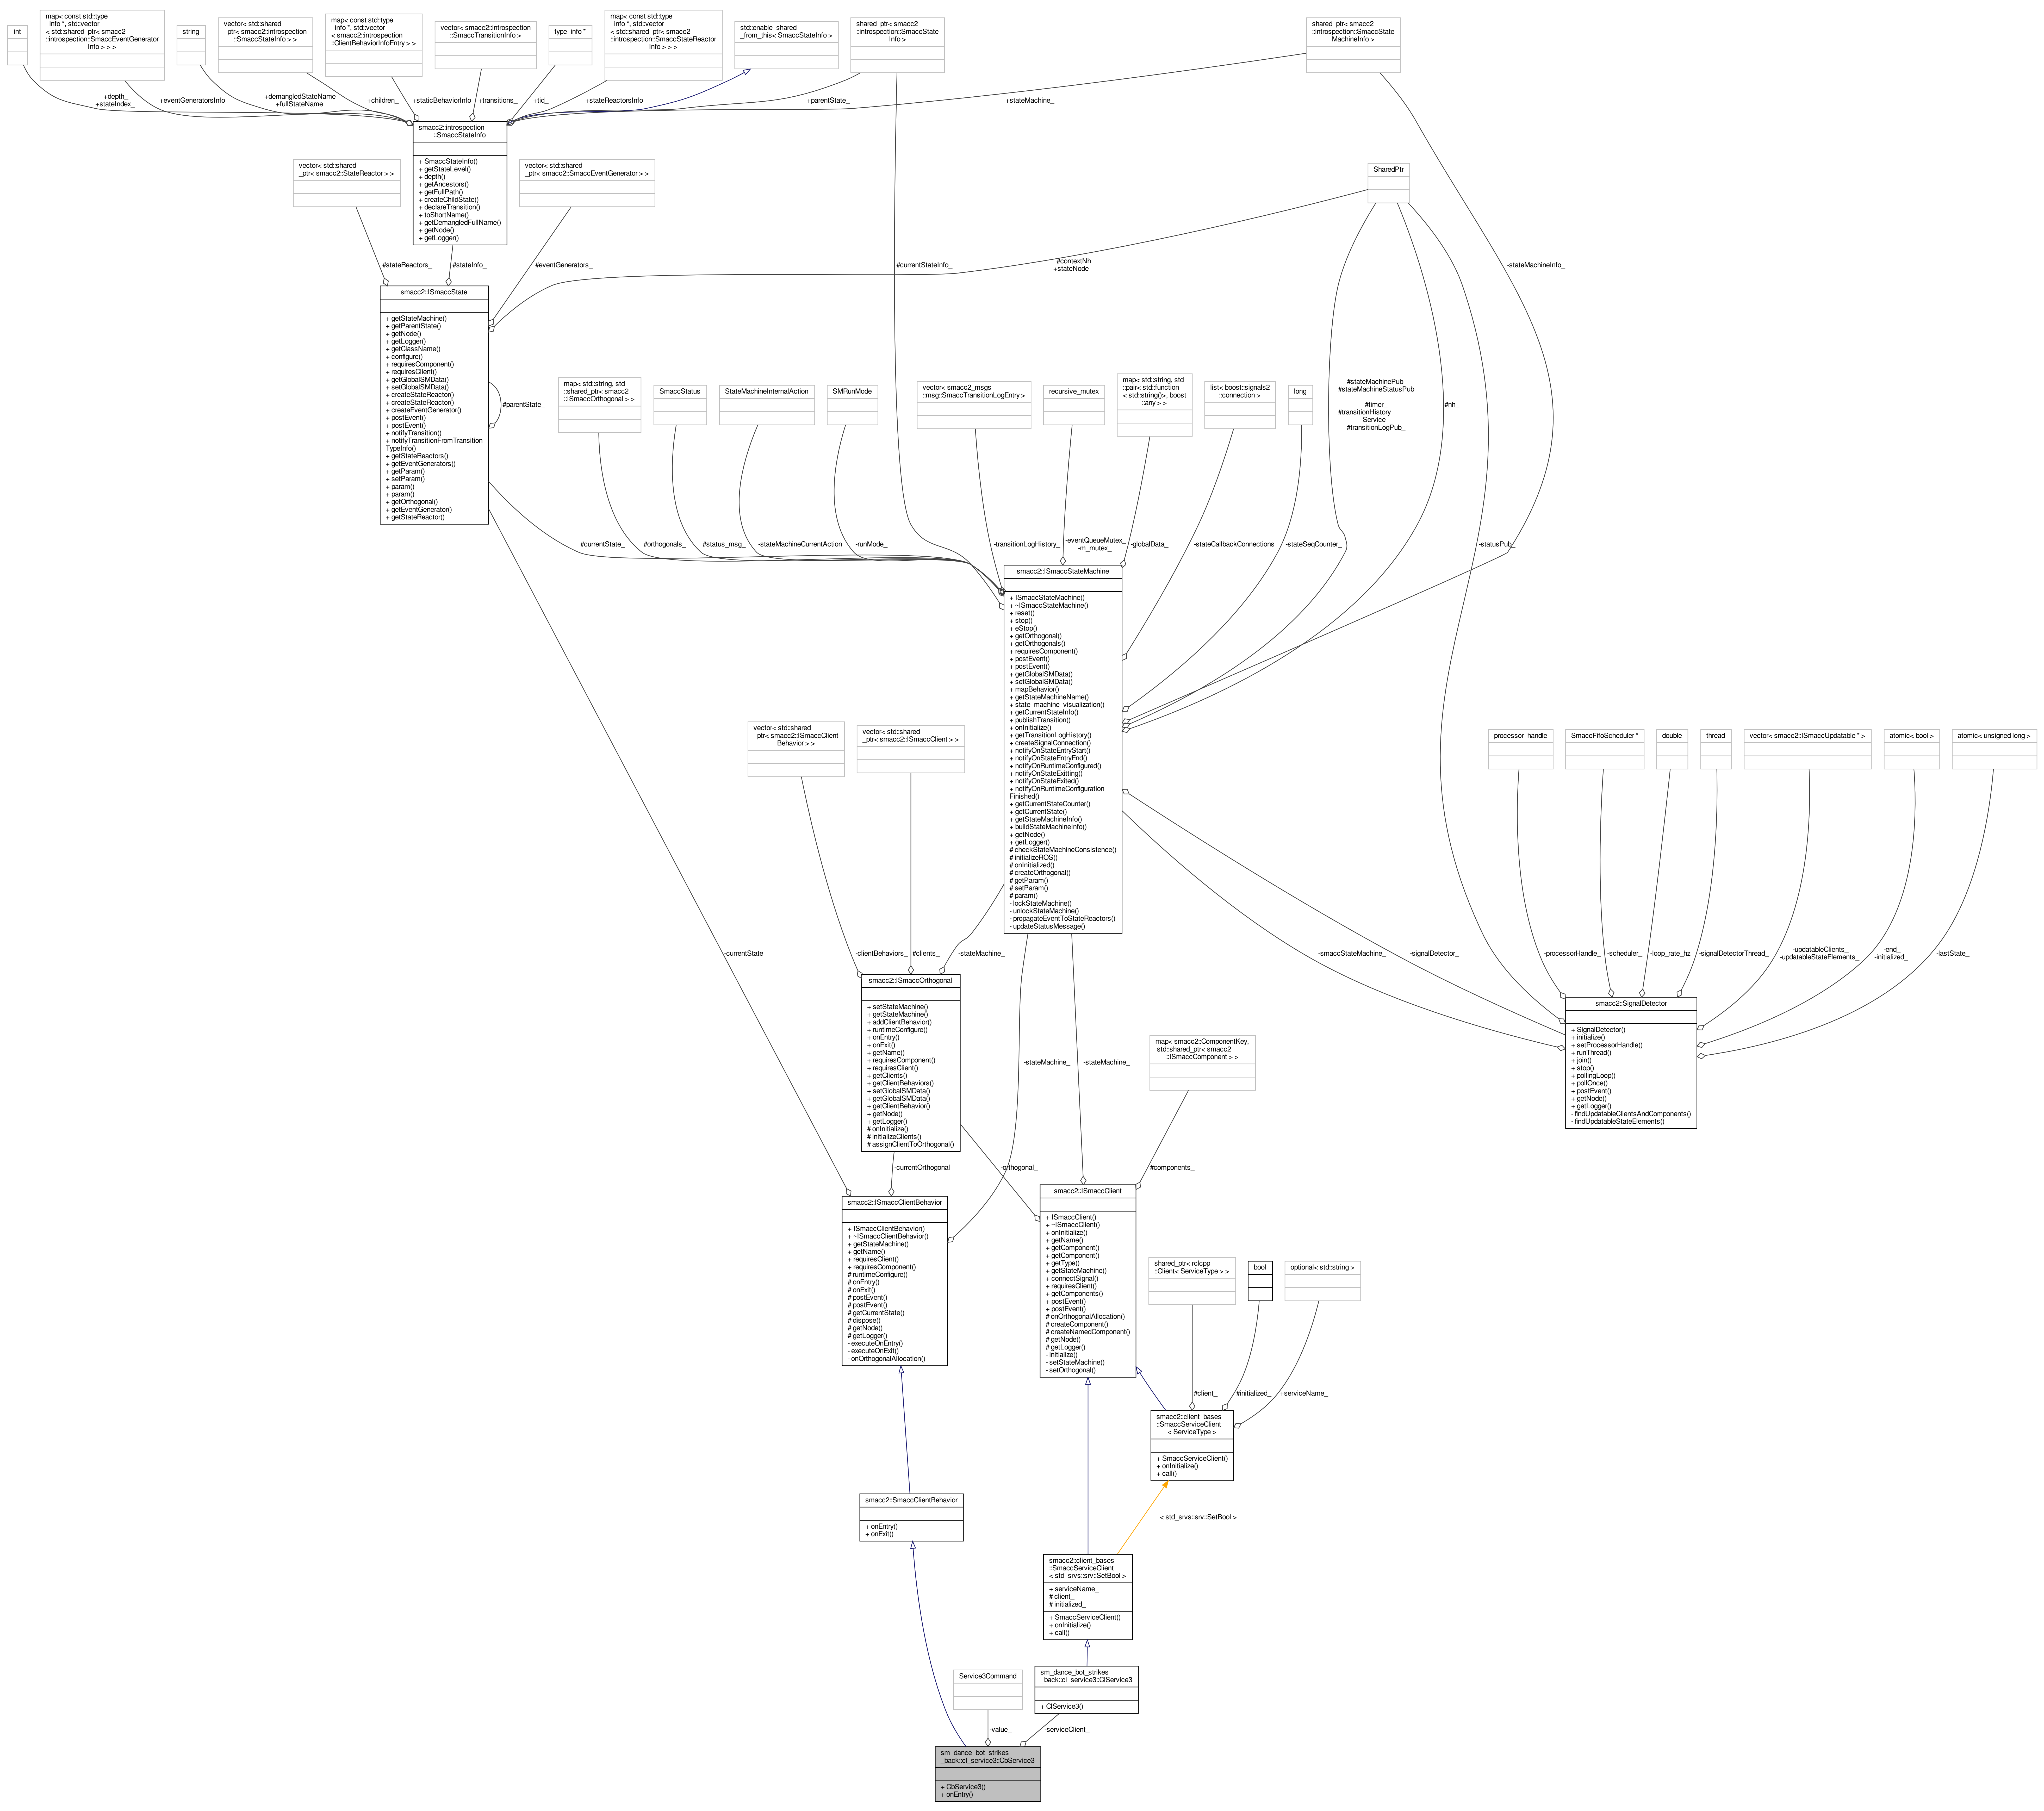 int
map< const std::type
_info *, std::vector
< std::shared_ptr< smacc2
::introspection::SmaccEventGenerator
Info > > >
string
vector< std::shared
_ptr< smacc2::introspection
::SmaccStateInfo > >
map< const std::type
_info *, std::vector
< smacc2::introspection
::ClientBehaviorInfoEntry > >
vector< smacc2::introspection
::SmaccTransitionInfo >
type_info *
map< const std::type
_info *, std::vector
< std::shared_ptr< smacc2
::introspection::SmaccStateReactor
Info > > >
std::enable_shared
_from_this< SmaccStateInfo >
shared_ptr< smacc2
::introspection::SmaccState
Info >
shared_ptr< smacc2
::introspection::SmaccState
MachineInfo >
+depth_
+stateIndex_
+eventGeneratorsInfo
+demangledStateName
+fullStateName
+children_
+staticBehaviorInfo
+transitions_
+tid_
+stateReactorsInfo
+parentState_
+stateMachine_
smacc2::introspection
::SmaccStateInfo
+ SmaccStateInfo()
+ getStateLevel()
+ depth()
+ getAncestors()
+ getFullPath()
+ createChildState()
+ declareTransition()
+ toShortName()
+ getDemangledFullName()
+ getNode()
+ getLogger()
vector< std::shared
_ptr< smacc2::StateReactor > >
vector< std::shared
_ptr< smacc2::SmaccEventGenerator > >
SharedPtr
#stateReactors_
#stateInfo_
#eventGenerators_
#currentStateInfo_
#contextNh
+stateNode_
-stateMachineInfo_
smacc2::ISmaccState
+ getStateMachine()
+ getParentState()
+ getNode()
+ getLogger()
+ getClassName()
+ configure()
+ requiresComponent()
+ requiresClient()
+ getGlobalSMData()
+ setGlobalSMData()
+ createStateReactor()
+ createStateReactor()
+ createEventGenerator()
+ postEvent()
+ postEvent()
+ notifyTransition()
+ notifyTransitionFromTransition
TypeInfo()
+ getStateReactors()
+ getEventGenerators()
+ getParam()
+ setParam()
+ param()
+ param()
+ getOrthogonal()
+ getEventGenerator()
+ getStateReactor()
#parentState_
map< std::string, std
::shared_ptr< smacc2
::ISmaccOrthogonal > >
SmaccStatus
StateMachineInternalAction
SMRunMode
vector< smacc2_msgs
::msg::SmaccTransitionLogEntry >
recursive_mutex
map< std::string, std
::pair< std::function
< std::string()>, boost
::any > >
list< boost::signals2
::connection >
long
#stateMachinePub_
#stateMachineStatusPub
_
#timer_
#transitionHistory
Service_
#transitionLogPub_
#nh_
#currentState_
#orthogonals_
#status_msg_
-stateMachineCurrentAction
-runMode_
-transitionLogHistory_
-eventQueueMutex_
-m_mutex_
-globalData_
-stateCallbackConnections
-stateSeqCounter_
-statusPub_
smacc2::ISmaccStateMachine
+ ISmaccStateMachine()
+ ~ISmaccStateMachine()
+ reset()
+ stop()
+ eStop()
+ getOrthogonal()
+ getOrthogonals()
+ requiresComponent()
+ postEvent()
+ postEvent()
+ getGlobalSMData()
+ setGlobalSMData()
+ mapBehavior()
+ getStateMachineName()
+ state_machine_visualization()
+ getCurrentStateInfo()
+ publishTransition()
+ onInitialize()
+ getTransitionLogHistory()
+ createSignalConnection()
+ notifyOnStateEntryStart()
+ notifyOnStateEntryEnd()
+ notifyOnRuntimeConfigured()
+ notifyOnStateExitting()
+ notifyOnStateExited()
+ notifyOnRuntimeConfiguration
Finished()
+ getCurrentStateCounter()
+ getCurrentState()
+ getStateMachineInfo()
+ buildStateMachineInfo()
+ getNode()
+ getLogger()
# checkStateMachineConsistence()
# initializeROS()
# onInitialized()
# createOrthogonal()
# getParam()
# setParam()
# param()
- lockStateMachine()
- unlockStateMachine()
- propagateEventToStateReactors()
- updateStatusMessage()
vector< std::shared
_ptr< smacc2::ISmaccClient
Behavior > >
vector< std::shared
_ptr< smacc2::ISmaccClient > >
processor_handle
SmaccFifoScheduler *
double
thread
vector< smacc2::ISmaccUpdatable * >
atomic< bool >
atomic< unsigned long >
-currentState
-clientBehaviors_
#clients_
-stateMachine_
-smaccStateMachine_
-signalDetector_
-processorHandle_
-scheduler_
-loop_rate_hz
-signalDetectorThread_
-updatableClients_
-updatableStateElements_
-end_
-initialized_
-lastState_
smacc2::ISmaccOrthogonal
+ setStateMachine()
+ getStateMachine()
+ addClientBehavior()
+ runtimeConfigure()
+ onEntry()
+ onExit()
+ getName()
+ requiresComponent()
+ requiresClient()
+ getClients()
+ getClientBehaviors()
+ setGlobalSMData()
+ getGlobalSMData()
+ getClientBehavior()
+ getNode()
+ getLogger()
# onInitialize()
# initializeClients()
# assignClientToOrthogonal()
smacc2::SignalDetector
+ SignalDetector()
+ initialize()
+ setProcessorHandle()
+ runThread()
+ join()
+ stop()
+ pollingLoop()
+ pollOnce()
+ postEvent()
+ getNode()
+ getLogger()
- findUpdatableClientsAndComponents()
- findUpdatableStateElements()
-stateMachine_
-stateMachine_
map< smacc2::ComponentKey,
std::shared_ptr< smacc2
::ISmaccComponent > >
-currentOrthogonal
-orthogonal_
#components_
smacc2::ISmaccClientBehavior
+ ISmaccClientBehavior()
+ ~ISmaccClientBehavior()
+ getStateMachine()
+ getName()
+ requiresClient()
+ requiresComponent()
# runtimeConfigure()
# onEntry()
# onExit()
# postEvent()
# postEvent()
# getCurrentState()
# dispose()
# getNode()
# getLogger()
- executeOnEntry()
- executeOnExit()
- onOrthogonalAllocation()
smacc2::ISmaccClient
+ ISmaccClient()
+ ~ISmaccClient()
+ onInitialize()
+ getName()
+ getComponent()
+ getComponent()
+ getType()
+ getStateMachine()
+ connectSignal()
+ requiresClient()
+ getComponents()
+ postEvent()
+ postEvent()
# onOrthogonalAllocation()
# createComponent()
# createNamedComponent()
# getNode()
# getLogger()
- initialize()
- setStateMachine()
- setOrthogonal()
shared_ptr< rclcpp
::Client< ServiceType > >
bool
optional< std::string >
#client_
#initialized_
+serviceName_
smacc2::client_bases
::SmaccServiceClient
< ServiceType >
+ SmaccServiceClient()
+ onInitialize()
+ call()
smacc2::SmaccClientBehavior
+ onEntry()
+ onExit()
< std_srvs::srv::SetBool >
smacc2::client_bases
::SmaccServiceClient
< std_srvs::srv::SetBool >
+ serviceName_
# client_
# initialized_
+ SmaccServiceClient()
+ onInitialize()
+ call()
Service3Command
sm_dance_bot_strikes
_back::cl_service3::ClService3
+ ClService3()
-value_
-serviceClient_
sm_dance_bot_strikes
_back::cl_service3::CbService3
+ CbService3()
+ onEntry()